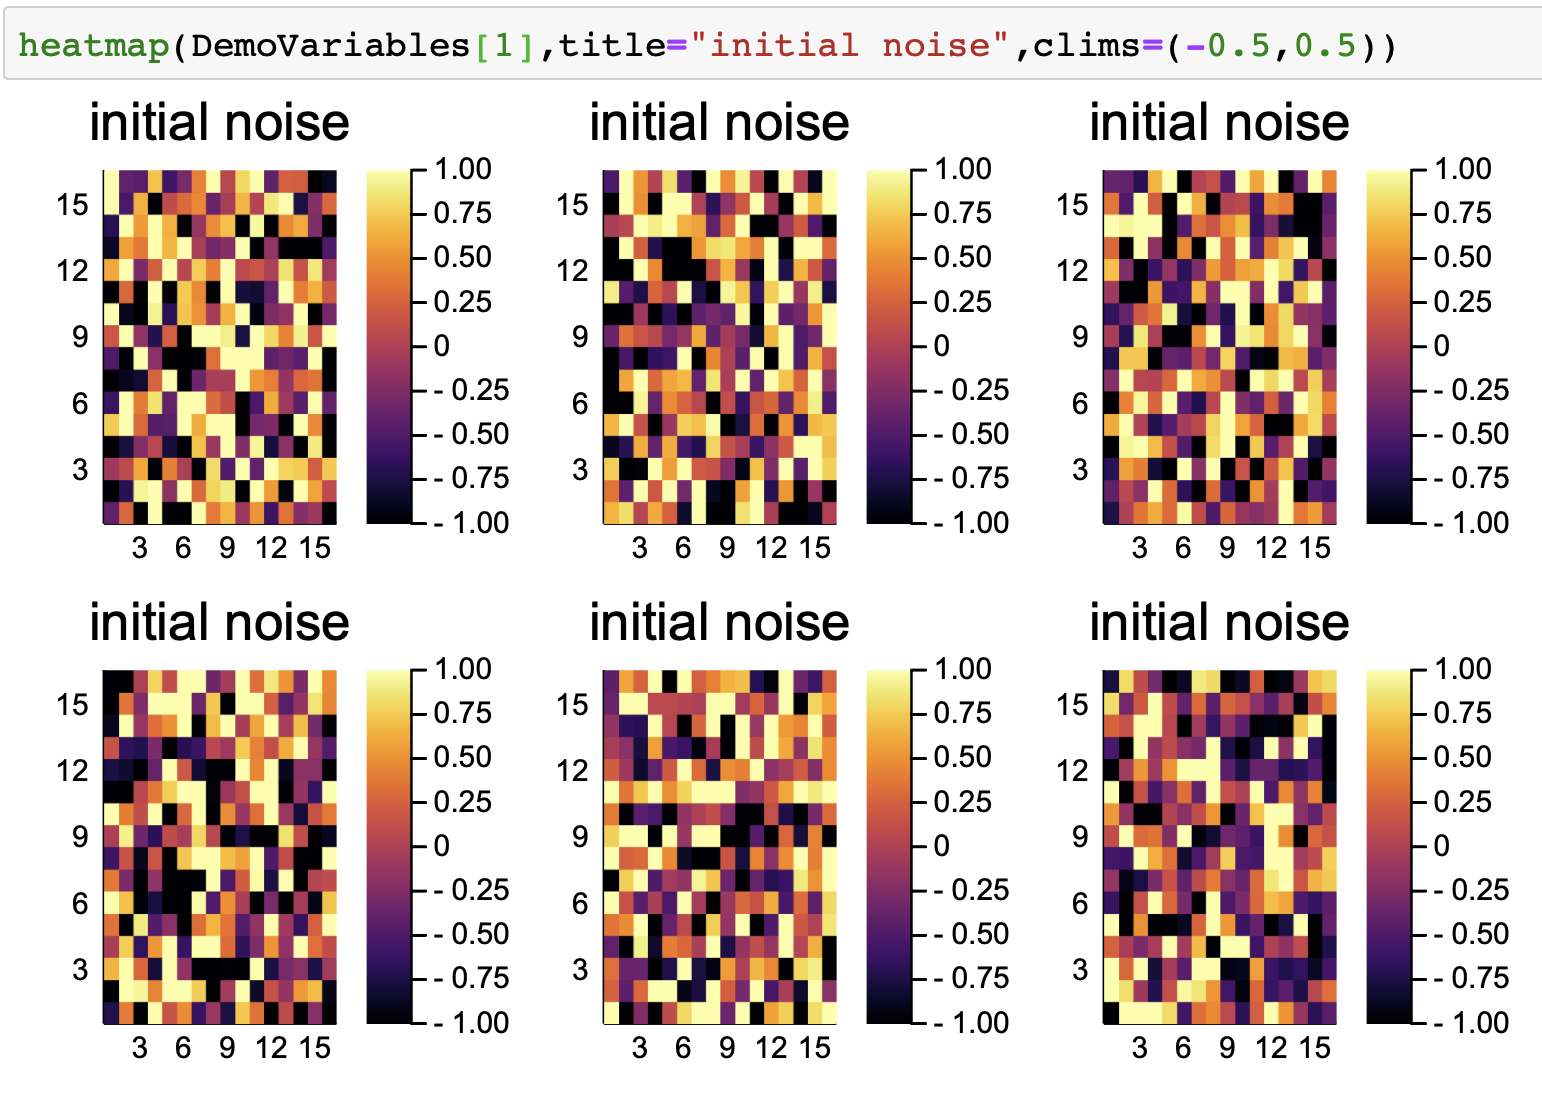 heatmap(DemoVariables[1],title="initial noise",clims=(-0.5,0.5))
initial noise initial noise initial noise
1.00 1.00 1.00
15 0.75 15 0.75 15 0.75
0.50 0.50 0.50
12 12 12
0.25 0.25 0.25
9 0 9 0 9 0
- 0.25 - 0.25 - 0.25
6 6 6
- 0.50 - 0.50 - 0.50
3 - 0.75 3 - 0.75 3 - 0.75
- 1.00 - 1.00 - 1.00
3 6 9 12 15 3 6 9 12 15 3 6 9 12 15
initial noise initial noise initial noise
1.00 1.00 1.00
15 0.75 15 0.75 15 0.75
0.50 0.50 0.50
12 12 12
0.25 0.25 0.25
9 0 9 0 9 0
- 0.25 - 0.25 - 0.25
6 6 6
- 0.50 - 0.50 - 0.50
3 - 0.75 3 - 0.75 3 - 0.75
- 1.00 - 1.00 - 1.00
3 6 9 12 15 3 6 9 12 15 3 6 9 12 15